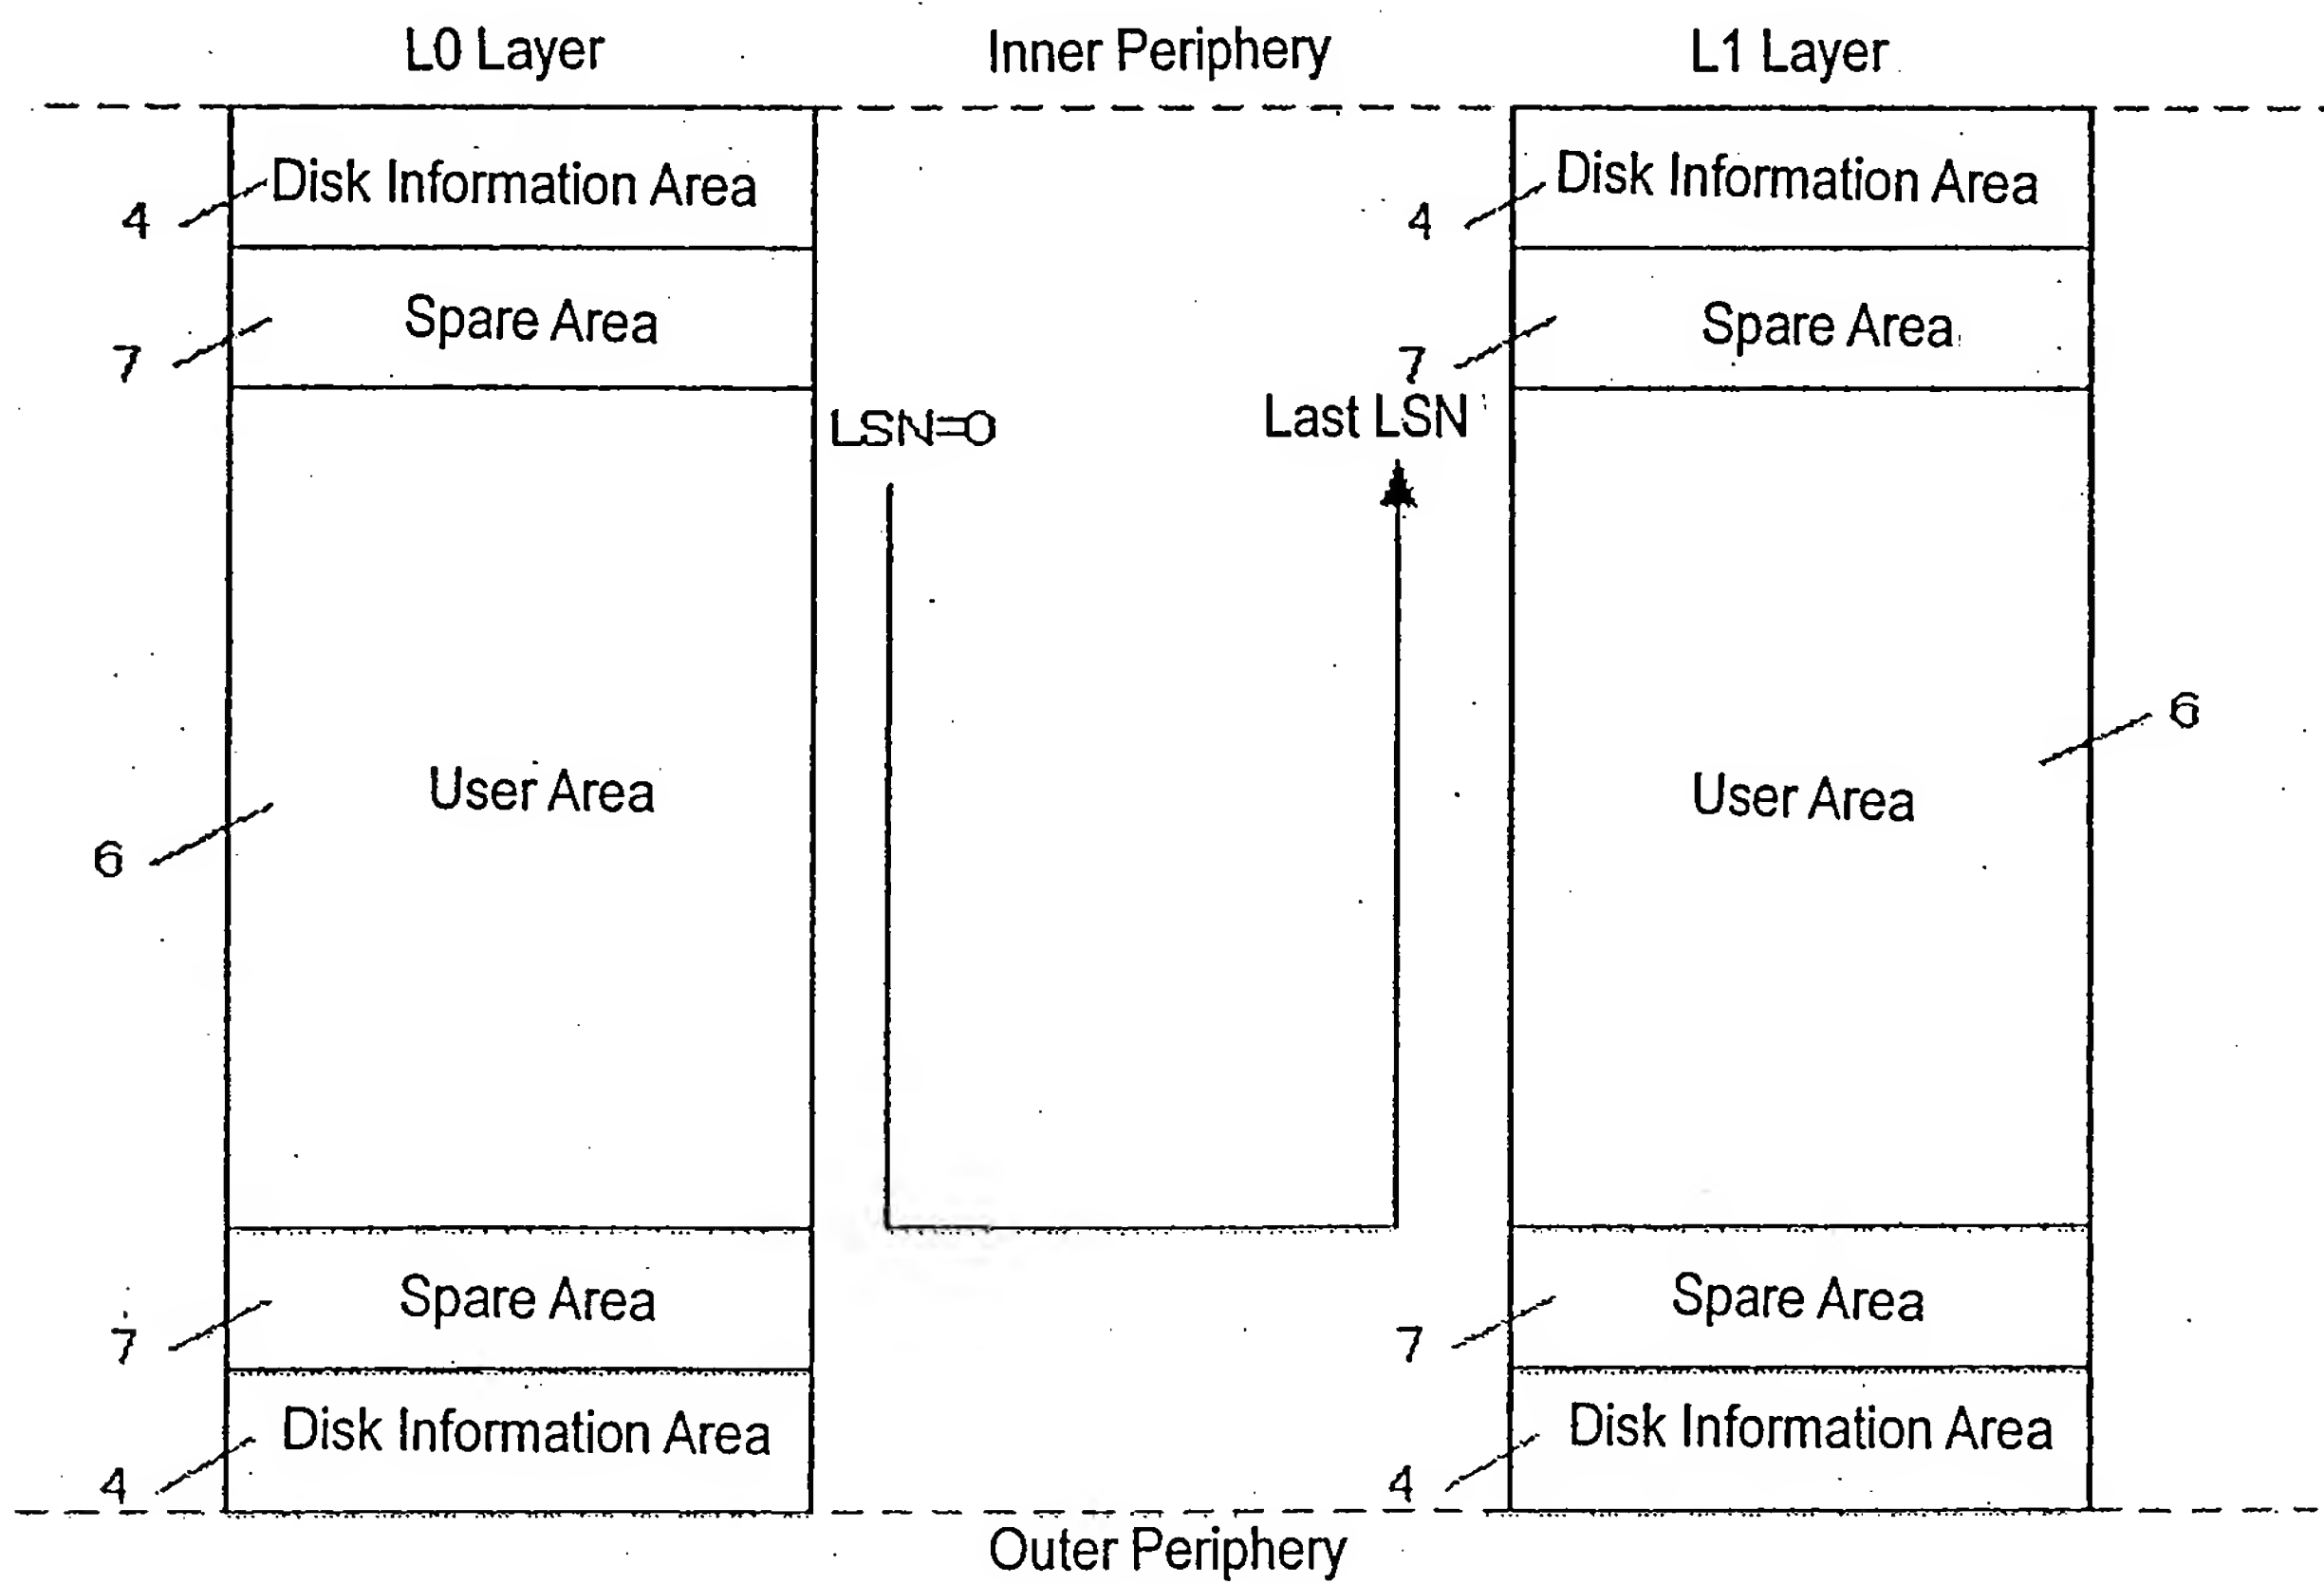 L0 Layer Inner Periphery L1 Layer
Disk Information Area Disk Information Area
4 4
Spare Area Spare Area
7 7
LSN=0 Last LSN
6
User Area User Area
6
Spare Area Spare Area
7 7
Disk Information Area Disk Information Area
4 4
Outer Periphery